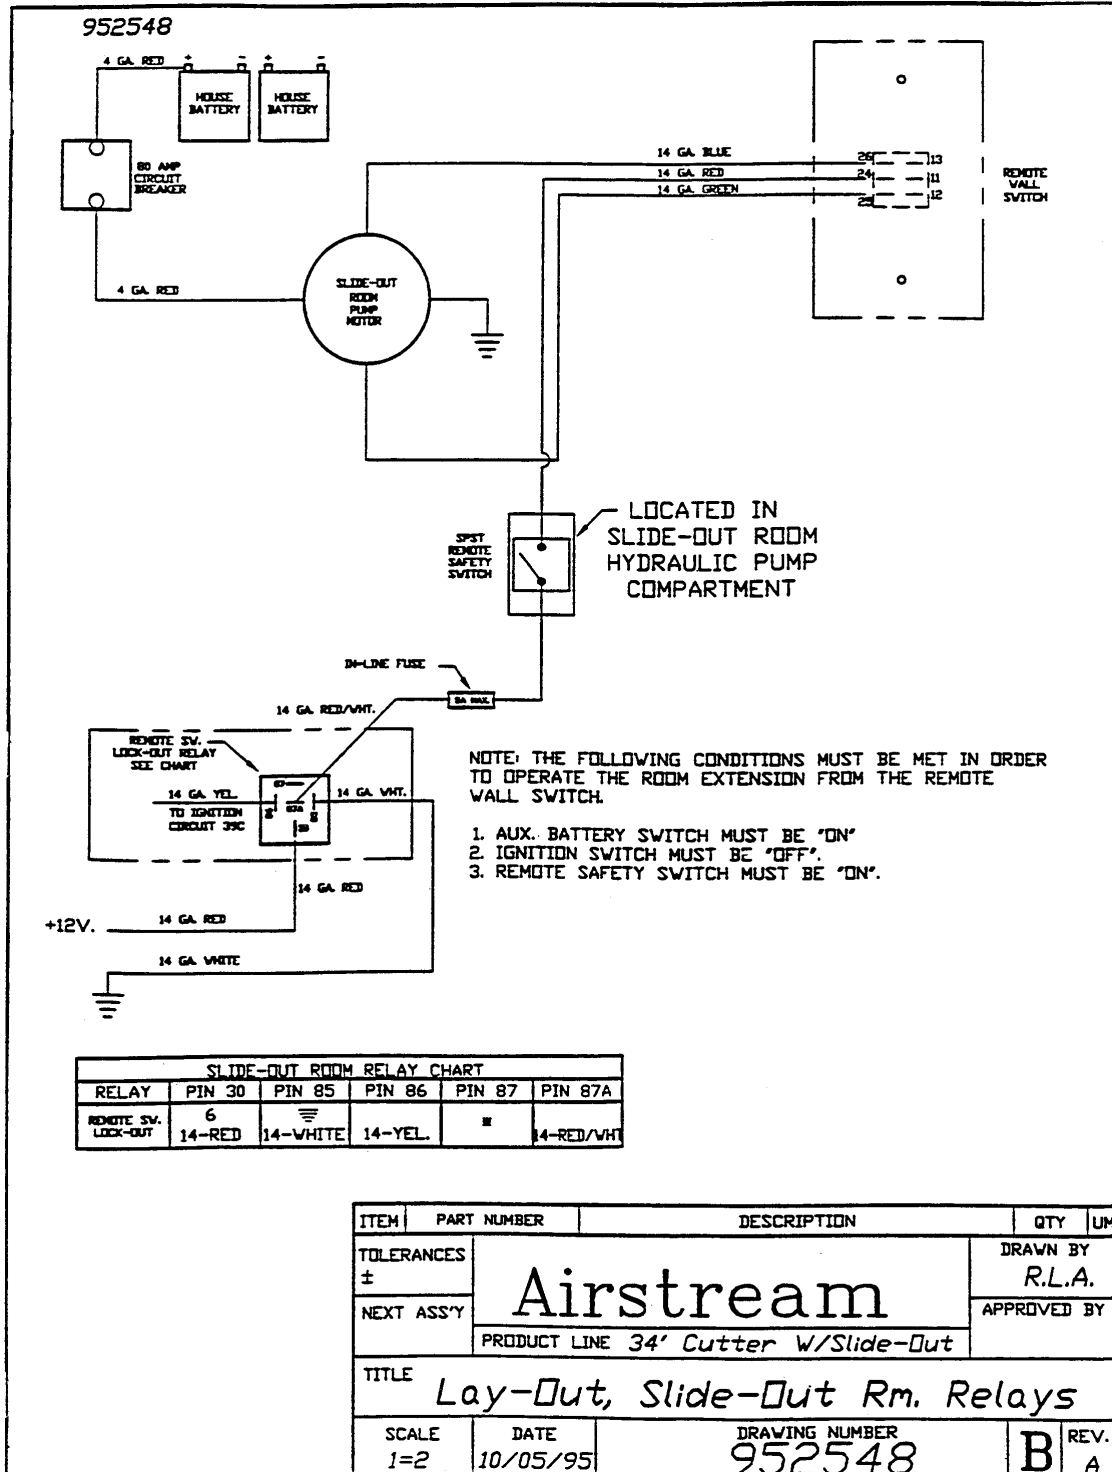 952548
4 GA. RED
+ - + -
HOUSE
BATTERY
HOUSE
BATTERY
80 AMP
CIRCUIT
BREAKER
4 GA. RED
SLIDE-OUT
ROOM
PUMP
MOTOR
14 GA. BLUE
14 GA. RED
14 GA. GREEN
26 13
24 11
25 12
REMOTE
WALL
SWITCH
SPST
REMOTE
SAFETY
SWITCH
LOCATED IN
SLIDE-OUT ROOM
HYDRAULIC PUMP
COMPARTMENT
IN-LINE FUSE
MAX.
14 GA. RED/WHT.
REMOTE SW.
LOCK-OUT RELAY
SEE CHART
14 GA. YEL.
TO IGNITION
CIRCUIT 39C
87
87A
86
85
30
14 GA. WHT.
14 GA. RED
+12V.
14 GA. RED
14 GA. WHITE
NOTE: THE FOLLOWING CONDITIONS MUST BE MET IN ORDER
TO OPERATE THE ROOM EXTENSION FROM THE REMOTE
WALL SWITCH.
1. AUX. BATTERY SWITCH MUST BE "ON"
2. IGNITION SWITCH MUST BE "OFF".
3. REMOTE SAFETY SWITCH MUST BE "ON".
SLIDE-OUT ROOM RELAY CHART
RELAY PIN 30 PIN 85 PIN 86 PIN 87 PIN 87A
REMOTE SW.
LOCK-OUT
6
14-RED 14-WHITE 14-YEL. 14-RED/WHT
ITEM PART NUMBER DESCRIPTION QTY UM
TOLERANCES
±
NEXT ASS'Y
Airstream
DRAWN BY
R.L.A.
APPROVED BY
PRODUCT LINE 34' Cutter W/Slide-Out
TITLE
Lay-Out, Slide-Out Rm. Relays
SCALE
1=2
DATE
10/05/95
DRAWING NUMBER
952548
B
REV.
A